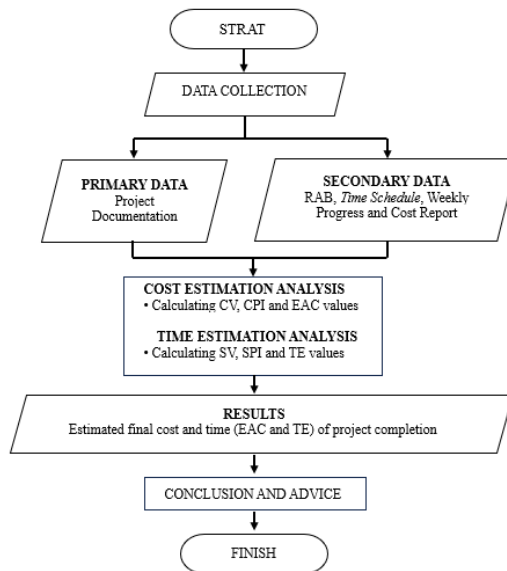 STRAT
DATA COLLECTION
PRIMARY DATA
Project
Documentation
SECONDARY DATA
RAB, Time Schedule, Weekly
Progress and Cost Report
COST ESTIMATION ANALYSIS
• Calculating CV, CPI and EAC values
TIME ESTIMATION ANALYSIS
• Calculating SV, SPI and TE values
RESULTS
Estimated final cost and time (EAC and TE) of project completion
CONCLUSION AND ADVICE
FINISH